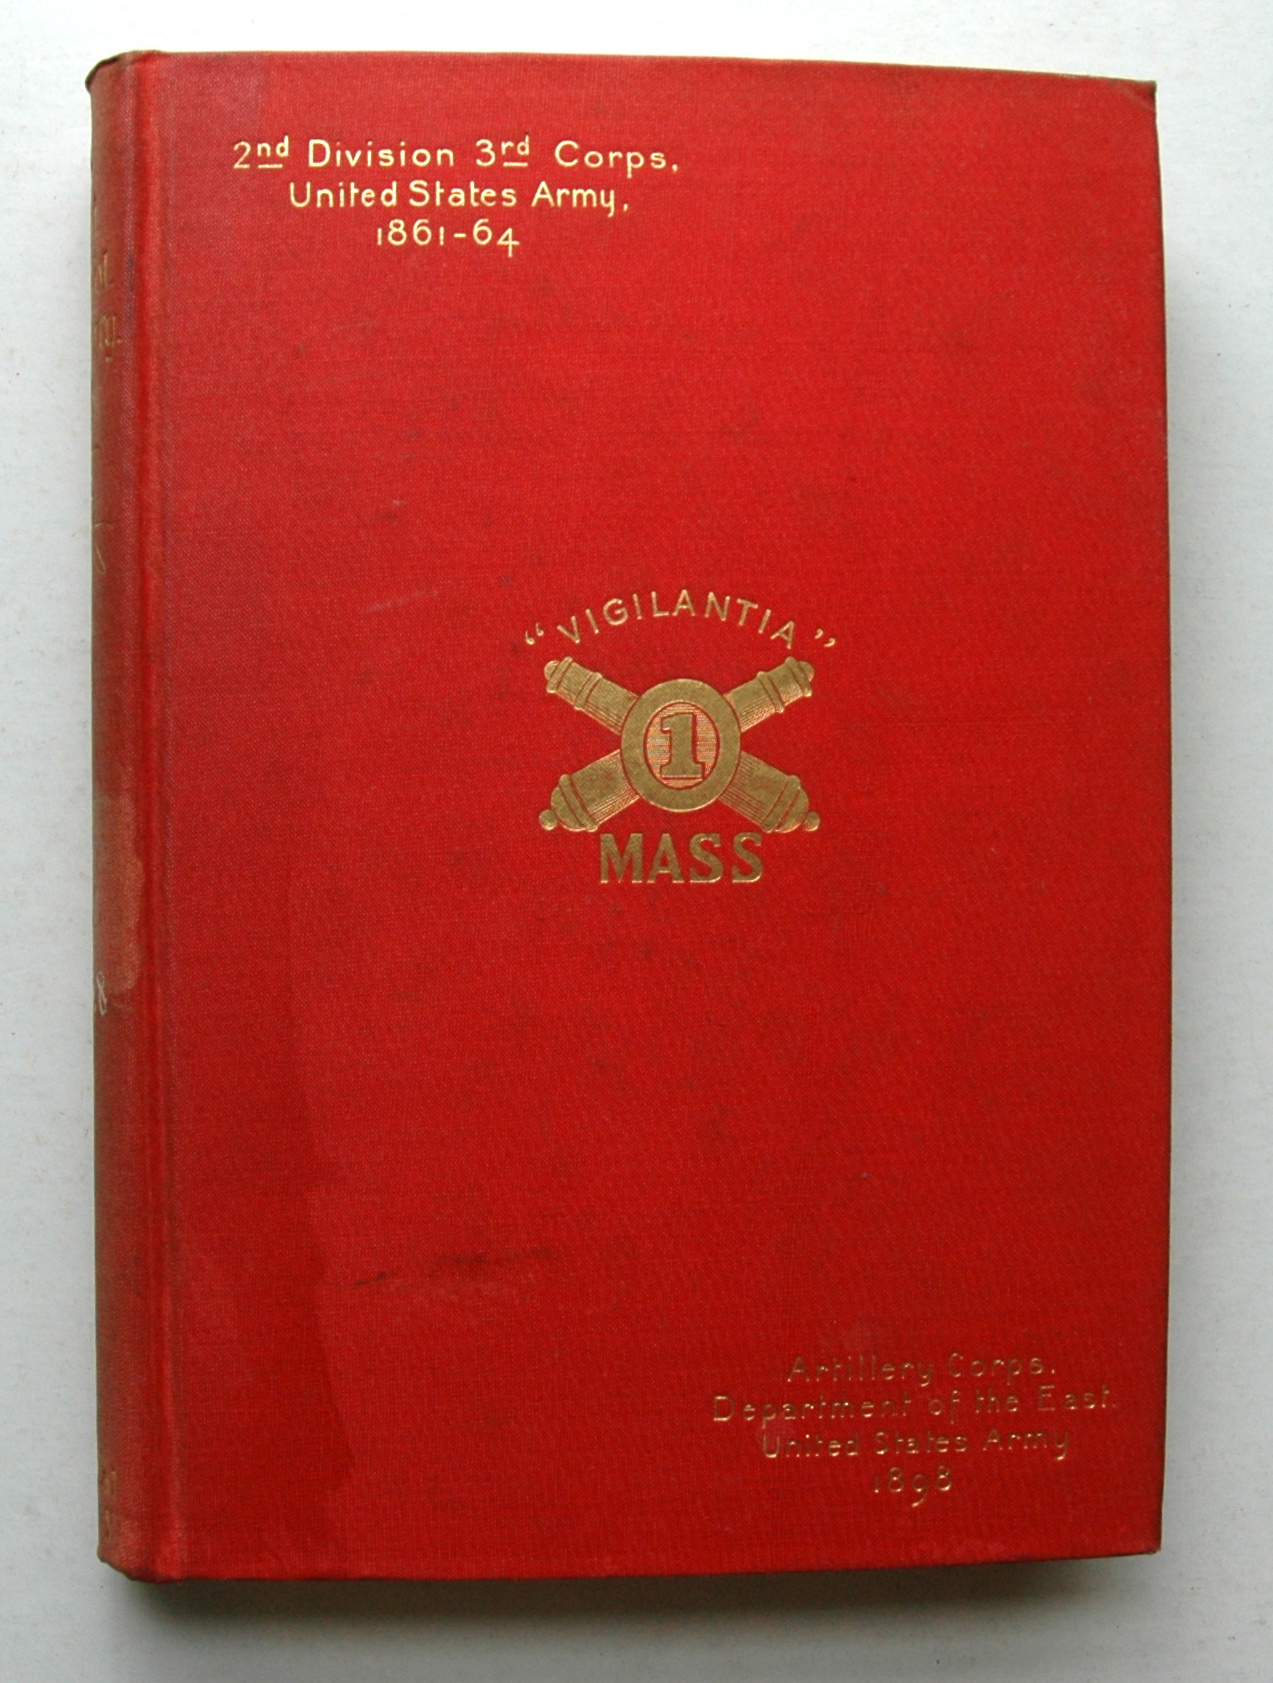 2nd Division 3rd Corps,
United States Army,
1861-64
"VIGILANTIA"
1
MASS
Artillery Corps.
Department of the East.
United States Army
1898